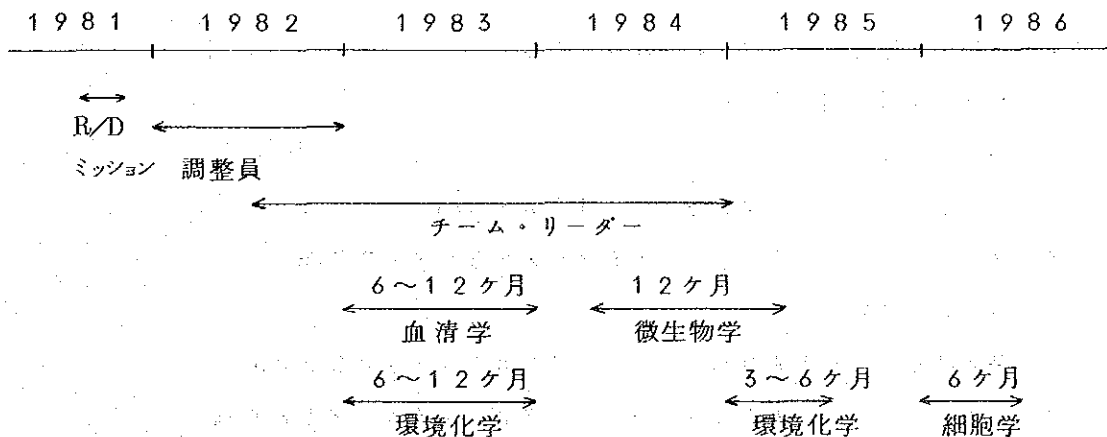 1981 1982 1983 1984 1985 1986
R/D
ミッション 調整員
チーム・リーダー
6～12ケ月 12ケ月
血清学 微生物学
6～12ケ月 3～6ケ月 6ケ月
環境化学 環境化学 細胞学